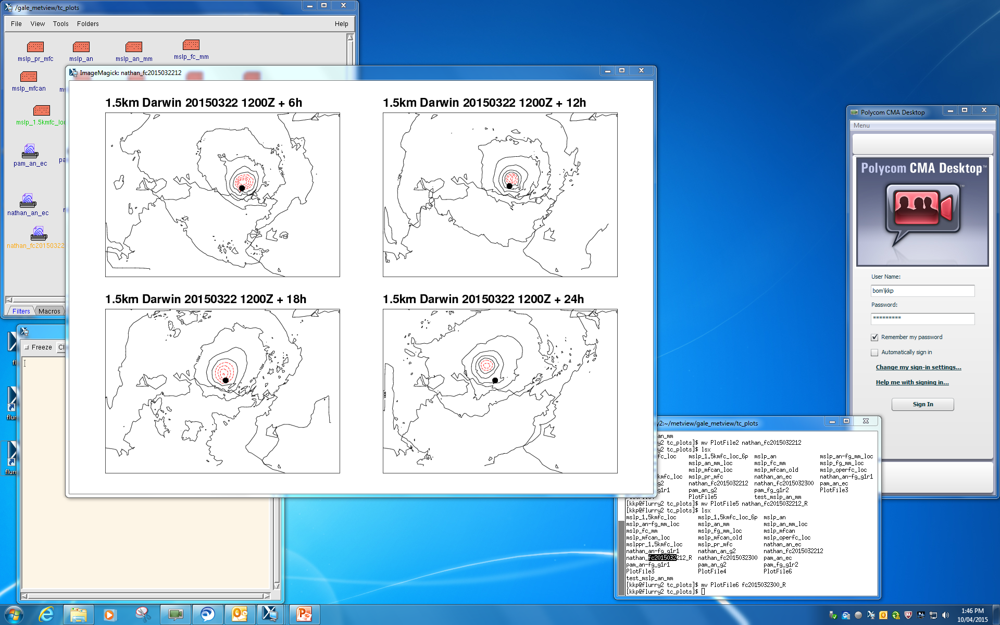 /gale_metview/tc_plots
File View Tools Folders Help
mslp_pr_mfc mslp_an mslp_an_mm mslp_fc_mm
mslp_mfcan
mslp_1.5kmfc_loc
pam_an_ec
nathan_an_ec
nathan_fc201503221
Filters Macros
ImageMagick: nathan_fc2015032212
1.5km Darwin 20150322 1200Z + 6h
1.5km Darwin 20150322 1200Z + 12h
1.5km Darwin 20150322 1200Z + 18h
1.5km Darwin 20150322 1200Z + 24h
1004
1004
1006
Freeze Cl
Polycom CMA Desktop
Menu
Polycom CMA Desktop™
User Name:
bom\kkp
Password:
*********
Remember my password
Automatically sign in
Change my sign-in settings...
Help me with signing in...
Sign In
y2:~/metview/gale_metview/tc_plots
an_mm
y2 tc_plots]$ mv PlotFile2 nathan_fc2015032212
y2 tc_plots]$ lsx
fc_loc mslp_1.5kmfc_loc_6p mslp_an mslp_an-fg_mm_loc
mslp_an_mm_loc mslp_fc_mm mslp_fg_mm_loc
mslp_mfcan_loc mslp_mfcan_old mslp_operfc_loc
kmfc_loc mslp_pr_mfc nathan_an_ec nathan_an-fg_g1r1
g2 nathan_fc2015032212 nathan_fc2015032300 pam_an_ec
g1r1 pam_an_g2 pam_fg_g1r2 PlotFile3
PlotFile5 test_mslp_an_mm
[kkp@flurry2 tc_plots]$ mv PlotFile5 nathan_fc2015032212_R
[kkp@flurry2 tc_plots]$ lsx
mslp_1.5kmfc_loc mslp_1.5kmfc_loc_6p mslp_an
mslp_an-fg_mm_loc mslp_an_mm mslp_an_mm_loc
mslp_fc_mm mslp_fg_mm_loc mslp_mfcan
mslp_mfcan_loc mslp_mfcan_old mslp_operfc_loc
mslppr_1.5kmfc_loc mslp_pr_mfc nathan_an_ec
nathan_an-fg_g1r1 nathan_an_g2 nathan_fc2015032212
nathan_fc2015032212_R nathan_fc2015032300 pam_an_ec
pam_an-fg_g1r1 pam_an_g2 pam_fg_g1r2
PlotFile3 PlotFile4 PlotFile6
test_mslp_an_mm
[kkp@flurry2 tc_plots]$ mv PlotFile6 fc2015032300_R
[kkp@flurry2 tc_plots]$
1:46 PM
10/04/2015